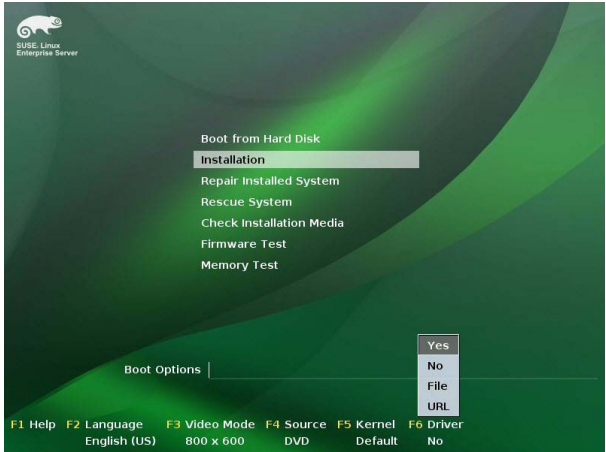 SUSE. Linux
Enterprise Server
Boot from Hard Disk
Installation
Repair Installed System
Rescue System
Check Installation Media
Firmware Test
Memory Test
Boot Options
Yes
No
File
URL
F1 Help F2 Language F3 Video Mode F4 Source F5 Kernel F6 Driver
English (US) 800 x 600 DVD Default No